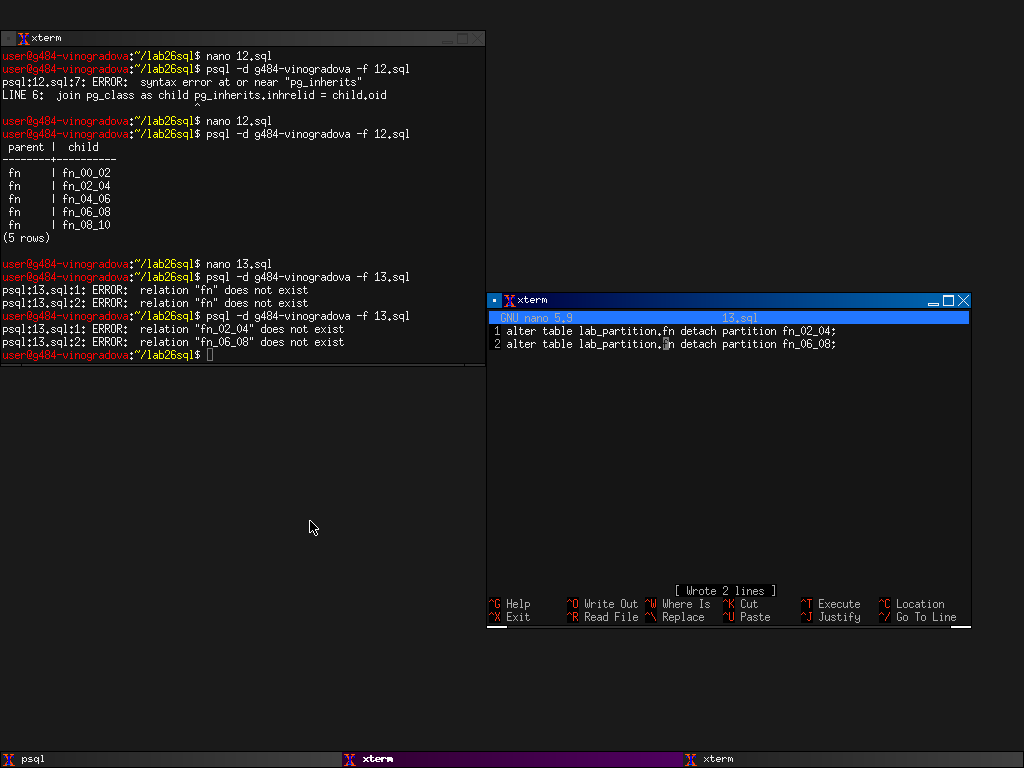 xterm
user@g484-vinogradova:~/lab26sql$ nano 12.sql
user@g484-vinogradova:~/lab26sql$ psql -d g484-vinogradova -f 12.sql
psql:12.sql:7: ERROR:  syntax error at or near "pg_inherits"
LINE 6:  join pg_class as child pg_inherits.inhrelid = child.oid
^
user@g484-vinogradova:~/lab26sql$ nano 12.sql
user@g484-vinogradova:~/lab26sql$ psql -d g484-vinogradova -f 12.sql
 parent |  child
--------+----------
 fn     | fn_00_02
 fn     | fn_02_04
 fn     | fn_04_06
 fn     | fn_06_08
 fn     | fn_08_10
(5 rows)
user@g484-vinogradova:~/lab26sql$ nano 13.sql
user@g484-vinogradova:~/lab26sql$ psql -d g484-vinogradova -f 13.sql
psql:13.sql:1: ERROR:  relation "fn" does not exist
psql:13.sql:2: ERROR:  relation "fn" does not exist
user@g484-vinogradova:~/lab26sql$ psql -d g484-vinogradova -f 13.sql
psql:13.sql:1: ERROR:  relation "fn_02_04" does not exist
psql:13.sql:2: ERROR:  relation "fn_06_08" does not exist
user@g484-vinogradova:~/lab26sql$
xterm
GNU nano 5.9 13.sql
1 alter table lab_partition.fn detach partition fn_02_04;
2 alter table lab_partition.fn detach partition fn_06_08;
[ Wrote 2 lines ]
^G Help ^O Write Out ^W Where Is ^K Cut ^T Execute ^C Location
^X Exit ^R Read File ^\ Replace ^U Paste ^J Justify ^/ Go To Line
psql xterm xterm